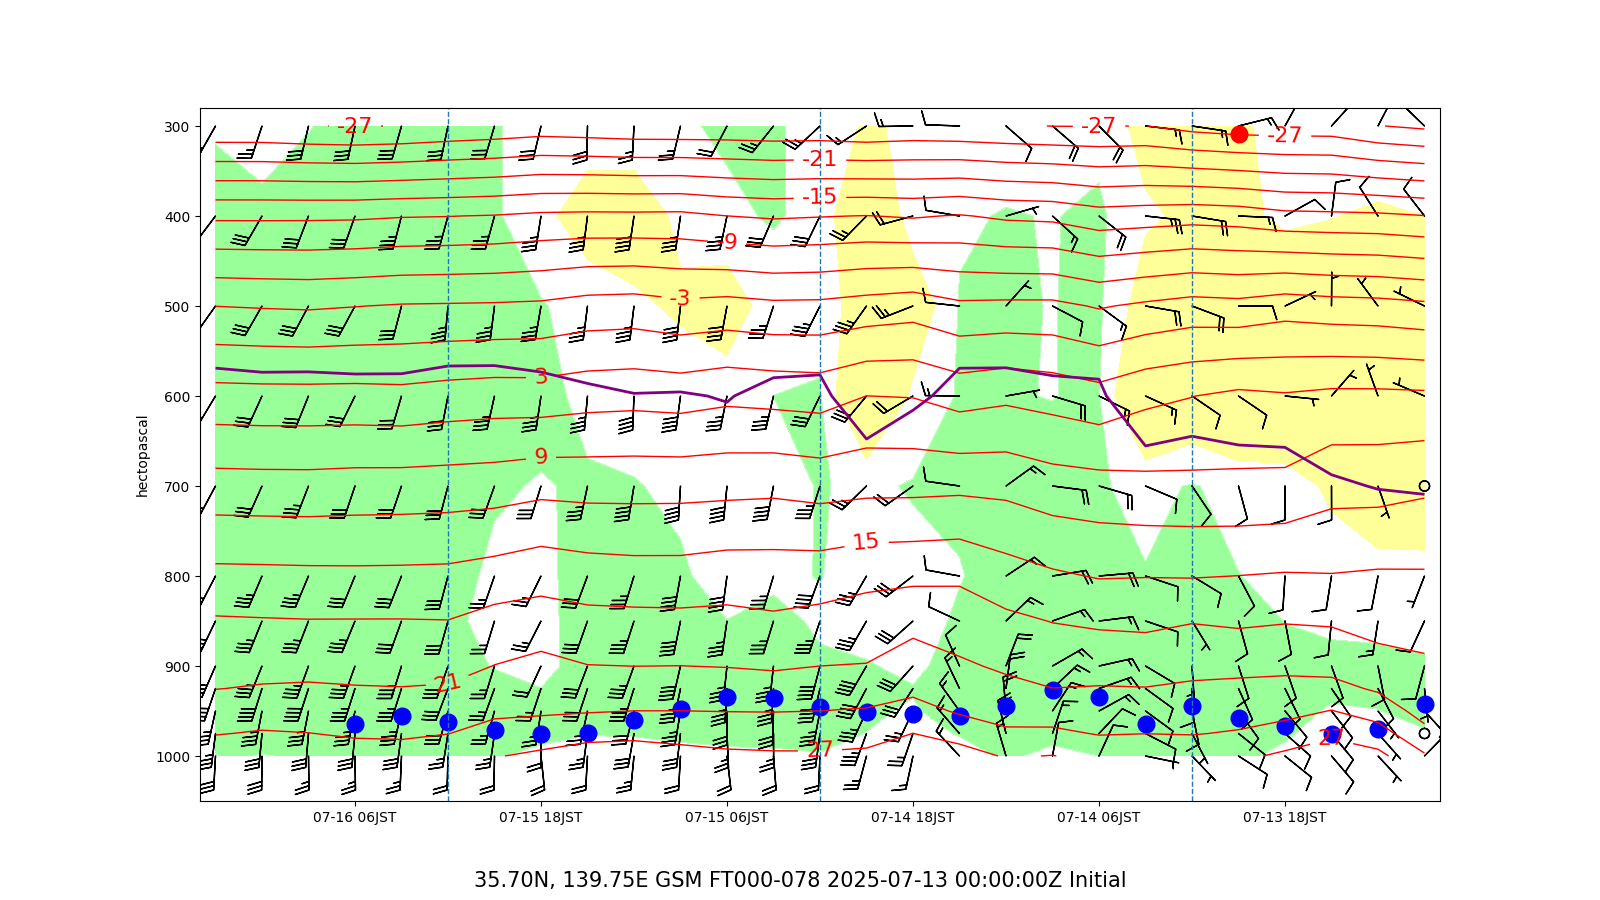 300
400
500
600
700
800
900
1000
hectopascal
-27
-27
-27
-21
-15
-9
-3
3
9
15
21
27
27
07-16 06JST
07-15 18JST
07-15 06JST
07-14 18JST
07-14 06JST
07-13 18JST
35.70N, 139.75E GSM FT000-078 2025-07-13 00:00:00Z Initial